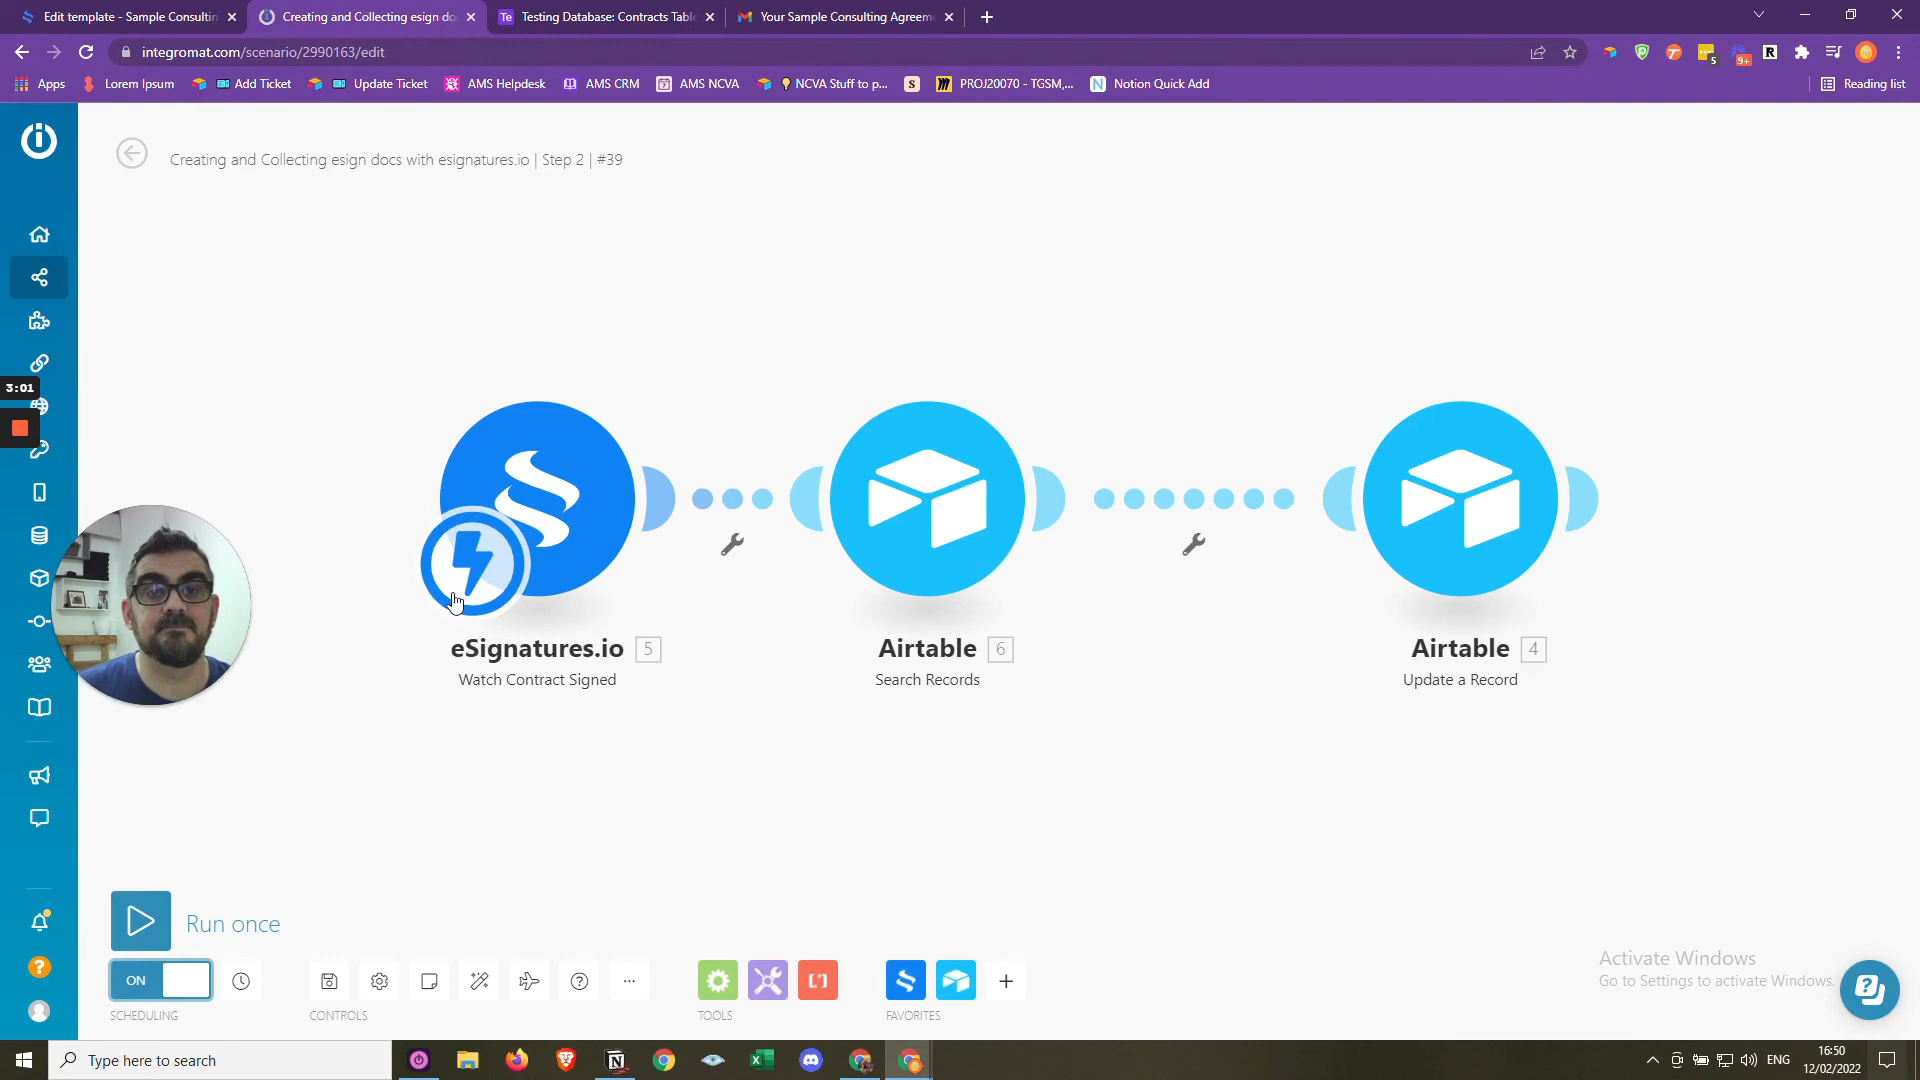 Edit template - Sample Consultin
Creating and Collecting esign do
Te
Testing Database: Contracts Tabl
Your Sample Consulting Agreem
integromat.com/scenario/2990163/edit
5
9+
Apps
Lorem Ipsum
Add Ticket
Update Ticket
AMS Helpdesk
AMS CRM
AMS NCVA
NCVA Stuff to p...
S
PROJ20070 - TGSM,...
Notion Quick Add
Reading list
Creating and Collecting esign docs with esignatures.io | Step 2 | #39
3:01
eSignatures.io 5
Watch Contract Signed
Airtable 6
Search Records
Airtable 4
Update a Record
Run once
ON
SCHEDULING
CONTROLS
TOOLS
FAVORITES
Activate Windows
Go to Settings to activate Windows.
Type here to search
ENG
16:50
12/02/2022